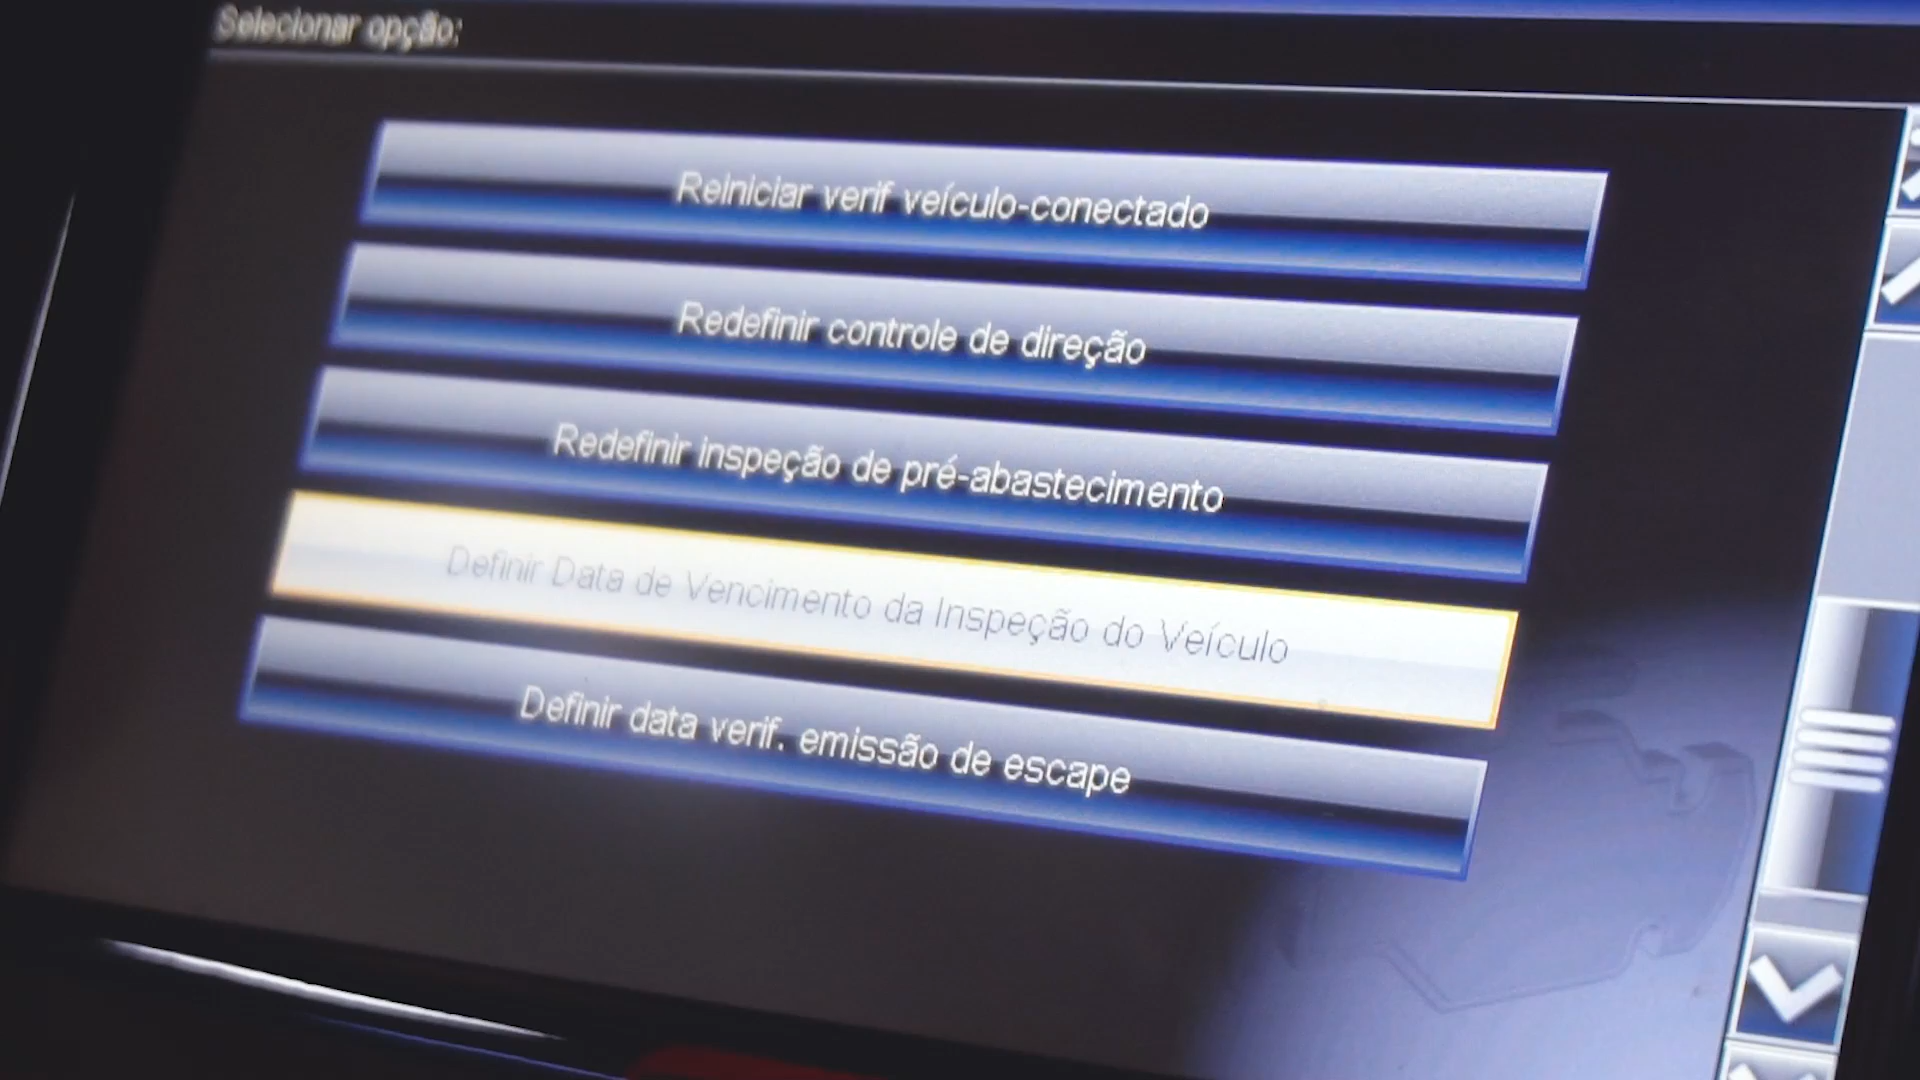 Selecionar opção:
Reiniciar verif veículo-conectado
Redefinir controle de direção
Redefinir inspeção de pré-abastecimento
Definir Data de Vencimento da Inspeção do Veículo
Definir data verif. emissão de escape